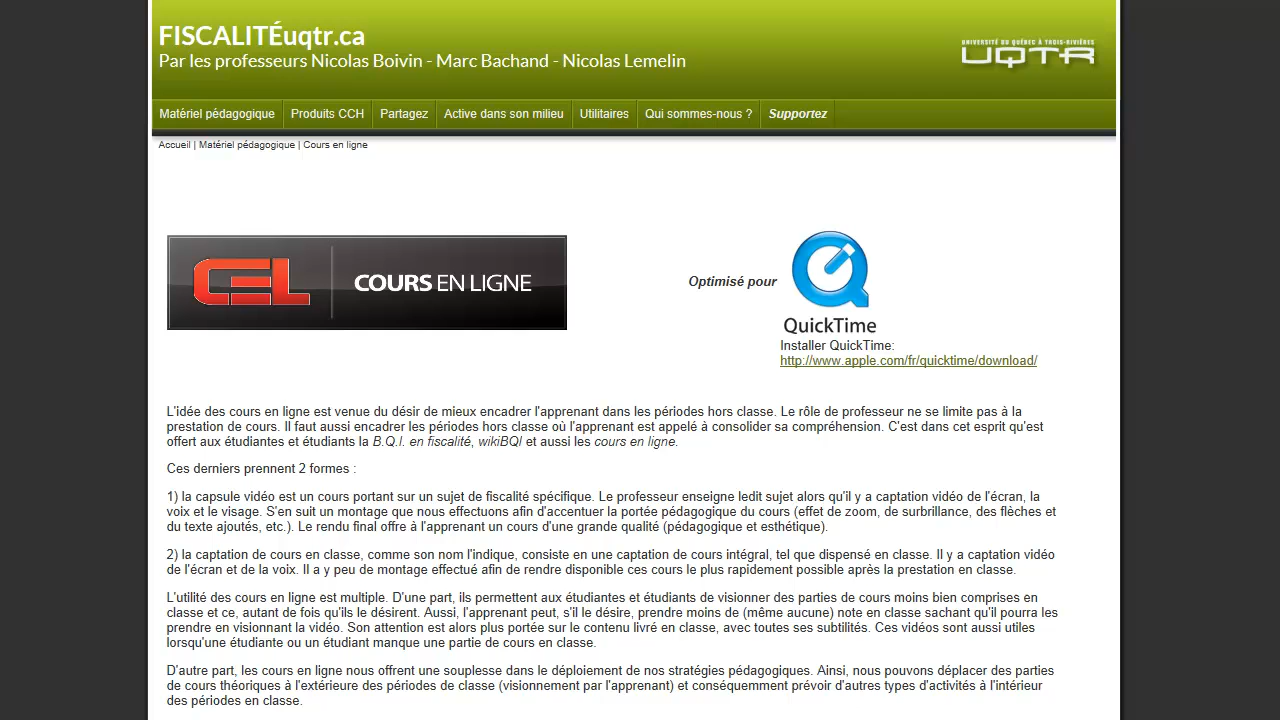 FISCALITÉuqtr.ca
Par les professeurs Nicolas Boivin - Marc Bachand - Nicolas Lemelin
UNIVERSITÉ DU QUÉBEC À TROIS-RIVIÈRES
UQTR
Matériel pédagogique Produits CCH Partagez Active dans son milieu Utilitaires Qui sommes-nous ? Supportez
Accueil | Matériel pédagogique | Cours en ligne
CEL COURS EN LIGNE
Optimisé pour
QuickTime
Installer QuickTime:
http://www.apple.com/fr/quicktime/download/
L'idée des cours en ligne est venue du désir de mieux encadrer l'apprenant dans les périodes hors classe. Le rôle de professeur ne se limite pas à la
prestation de cours. Il faut aussi encadrer les périodes hors classe où l'apprenant est appelé à consolider sa compréhension. C'est dans cet esprit qu'est
offert aux étudiantes et étudiants la B.Q.I. en fiscalité, wikiBQI et aussi les cours en ligne.
Ces derniers prennent 2 formes :
1) la capsule vidéo est un cours portant sur un sujet de fiscalité spécifique. Le professeur enseigne ledit sujet alors qu'il y a captation vidéo de l'écran, la
voix et le visage. S'en suit un montage que nous effectuons afin d'accentuer la portée pédagogique du cours (effet de zoom, de surbrillance, des flèches et
du texte ajoutés, etc.). Le rendu final offre à l'apprenant un cours d'une grande qualité (pédagogique et esthétique).
2) la captation de cours en classe, comme son nom l'indique, consiste en une captation de cours intégral, tel que dispensé en classe. Il y a captation vidéo
de l'écran et de la voix. Il a y peu de montage effectué afin de rendre disponible ces cours le plus rapidement possible après la prestation en classe.
L'utilité des cours en ligne est multiple. D'une part, ils permettent aux étudiantes et étudiants de visionner des parties de cours moins bien comprises en
classe et ce, autant de fois qu'ils le désirent. Aussi, l'apprenant peut, s'il le désire, prendre moins de (même aucune) note en classe sachant qu'il pourra les
prendre en visionnant la vidéo. Son attention est alors plus portée sur le contenu livré en classe, avec toutes ses subtilités. Ces vidéos sont aussi utiles
lorsqu'une étudiante ou un étudiant manque une partie de cours en classe.
D'autre part, les cours en ligne nous offrent une souplesse dans le déploiement de nos stratégies pédagogiques. Ainsi, nous pouvons déplacer des parties
de cours théoriques à l'extérieure des périodes de classe (visionnement par l'apprenant) et conséquemment prévoir d'autres types d'activités à l'intérieur
des périodes en classe.